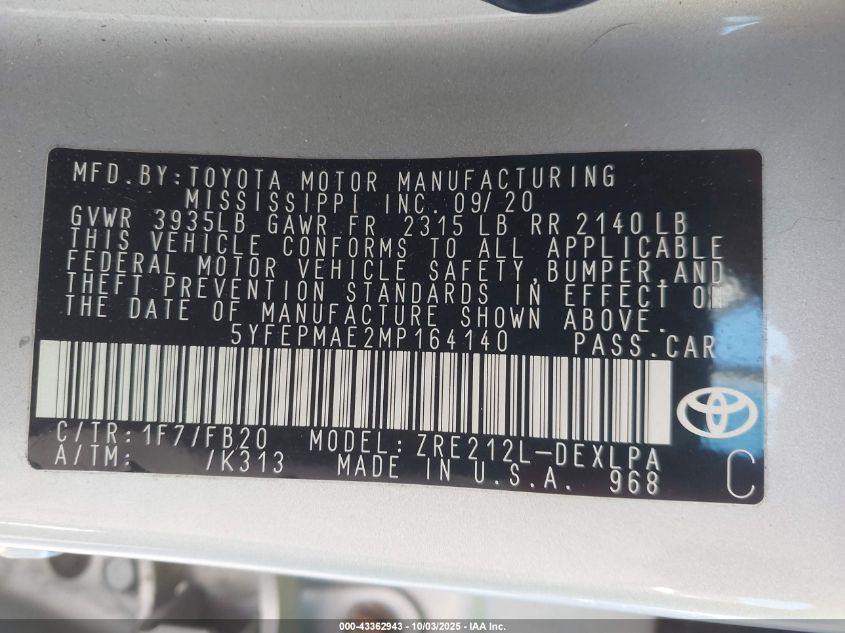 MFD.BY:TOYOTA MOTOR MANUFACTURING
MISSISSIPPI INC. 09/20
GVWR 3935LB GAWR FR 2315 LB RR 2140 LB
THIS VEHICLE CONFORMS TO ALL APPLICABLE
FEDERAL MOTOR VEHICLE SAFETY,BUMPER,AND
THEFT PREVENTION STANDARDS IN EFFECT ON
THE DATE OF MANUFACTURE SHOWN ABOVE.
5YFEPMAE2MP164140 PASS.CAR
C/TR:1F7/FB20 MODEL:ZRE212L-DEXLPA
A/TM: /K313 MADE IN U.S.A. 968
C
000-43362943 - 10/03/2025 - IAA Inc.